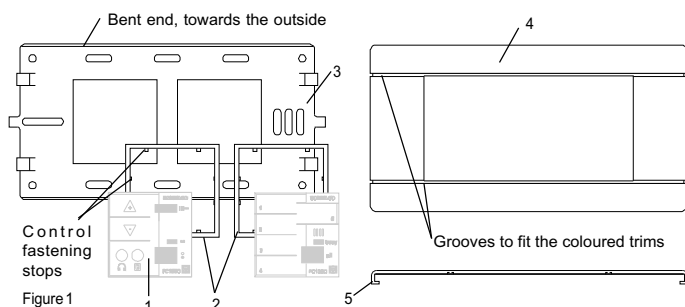 Bent end, towards the outside
4
3
Control
fastening
stops
Grooves to fit the coloured trims
5
Figure 1
1
2